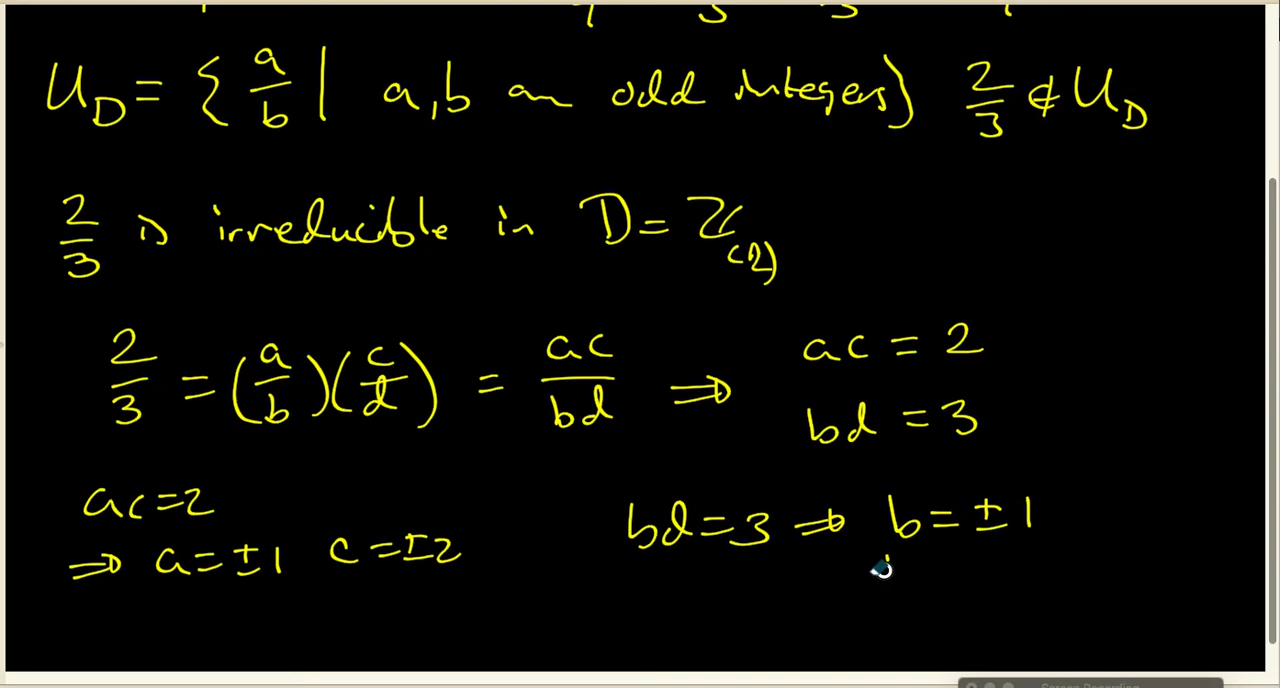 U_D = { a/b | a, b an odd integers} 2/3 ∉ U_D
2/3 is irreducible in D = ℤ_(2)
2/3 = (a/b)(c/d) = ac/bd ⇒ ac = 2
bd = 3
ac = 2
⇒ a = ±1 c = ±2
bd = 3 ⇒ b = ±1